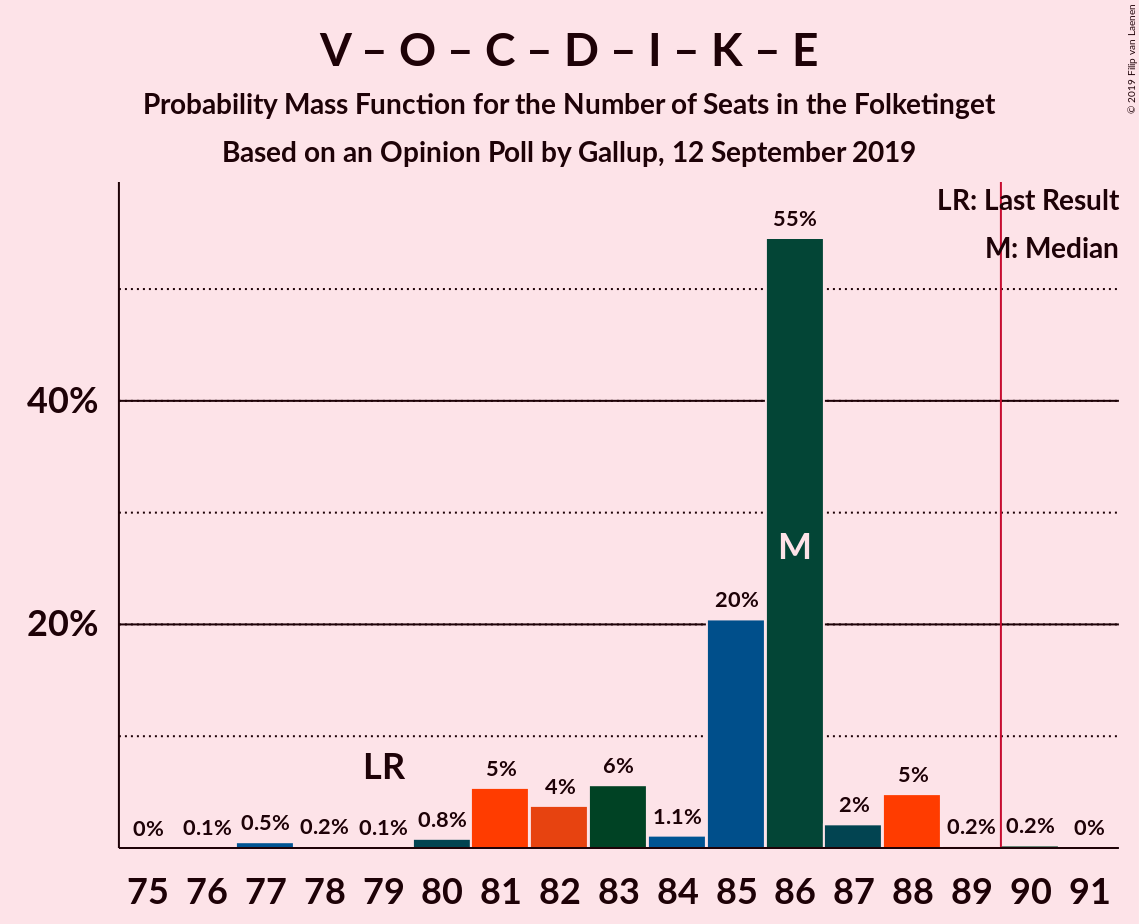 V – O – C – D – I – K – E
Probability Mass Function for the Number of Seats in the Folketinget
Based on an Opinion Poll by Gallup, 12 September 2019
© 2019 Filip van Laenen
LR: Last Result
M: Median
55%
40%
M
20%
20%
LR
0%
0.1%
0.5%
0.2%
0.1%
0.8%
5%
4%
6%
1.1%
2%
5%
0.2%
0.2%
0%
75 76 77 78 79 80 81 82 83 84 85 86 87 88 89 90 91